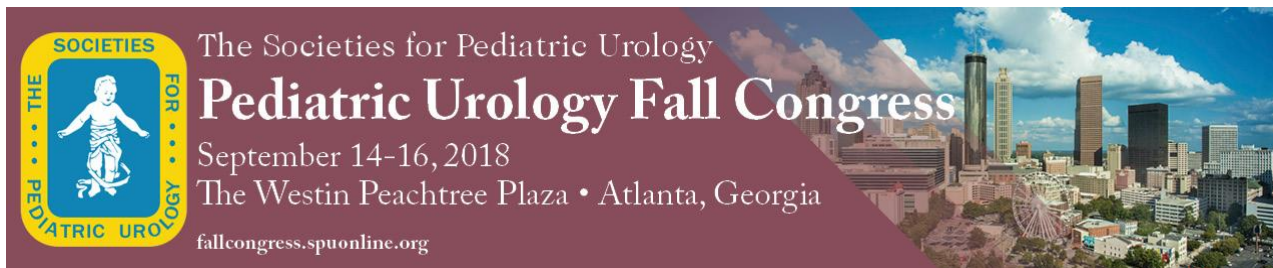 SOCIETIES
THE
FOR
PEDIATRIC UROLOGY
The Societies for Pediatric Urology
Pediatric Urology Fall Congress
September 14-16, 2018
The Westin Peachtree Plaza • Atlanta, Georgia
fallcongress.spuonline.org